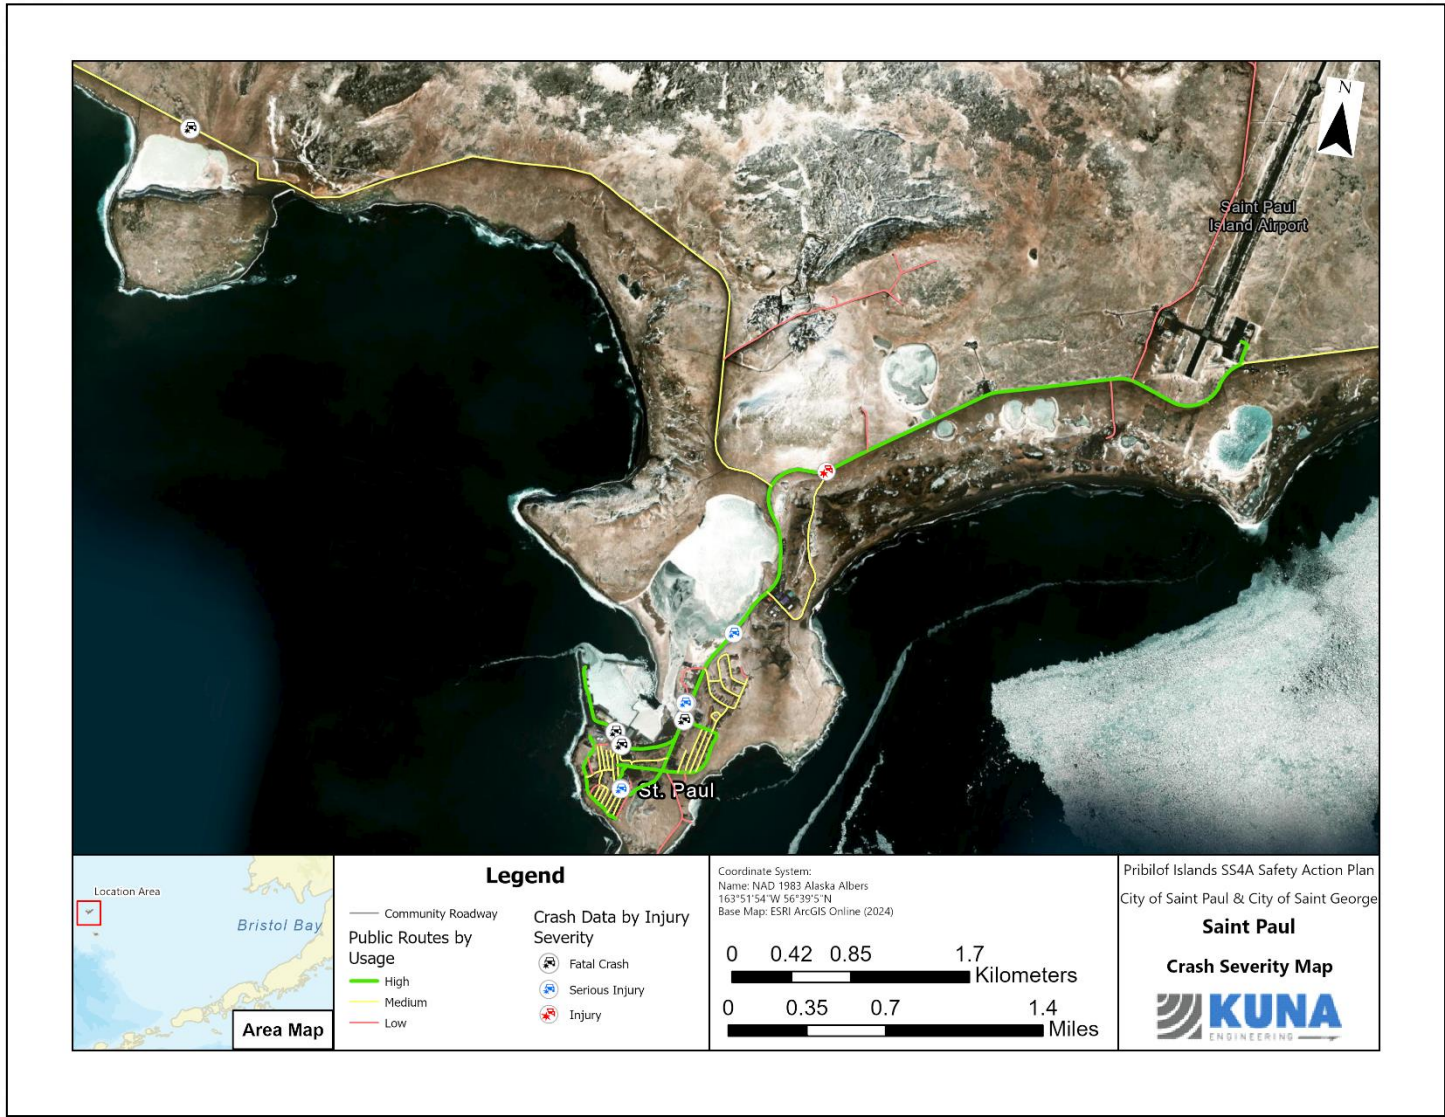 N
Saint Paul
Island Airport
St. Paul
Location Area
Bristol Bay
Area Map
Legend
Community Roadway
Public Routes by
Usage
High
Medium
Low
Crash Data by Injury
Severity
Fatal Crash
Serious Injury
Injury
Coordinate System:
Name: NAD 1983 Alaska Albers
163°51'54"W 56°39'5"N
Base Map: ESRI ArcGIS Online (2024)
0 0.42 0.85 1.7
Kilometers
0 0.35 0.7 1.4
Miles
Pribilof Islands SS4A Safety Action Plan
City of Saint Paul & City of Saint George
Saint Paul
Crash Severity Map
KUNA
ENGINEERING